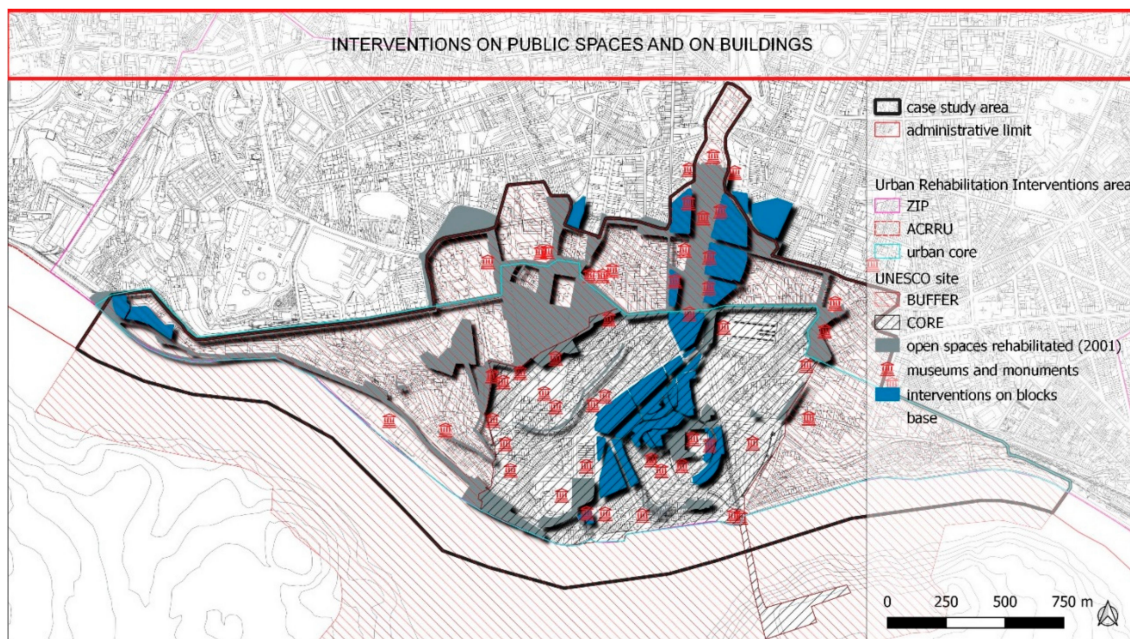 INTERVENTIONS ON PUBLIC SPACES AND ON BUILDINGS
case study area
administrative limit
Urban Rehabilitation Interventions area
ZIP
ACRRU
urban core
UNESCO site
BUFFER
CORE
open spaces rehabilitated (2001)
museums and monuments
interventions on blocks
base
0 250 500 750 m